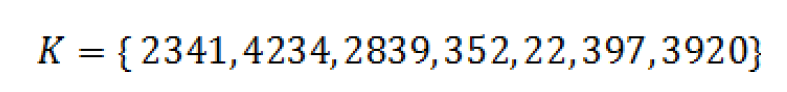 K = { 2341, 4234, 2839, 352, 22, 397, 3920}